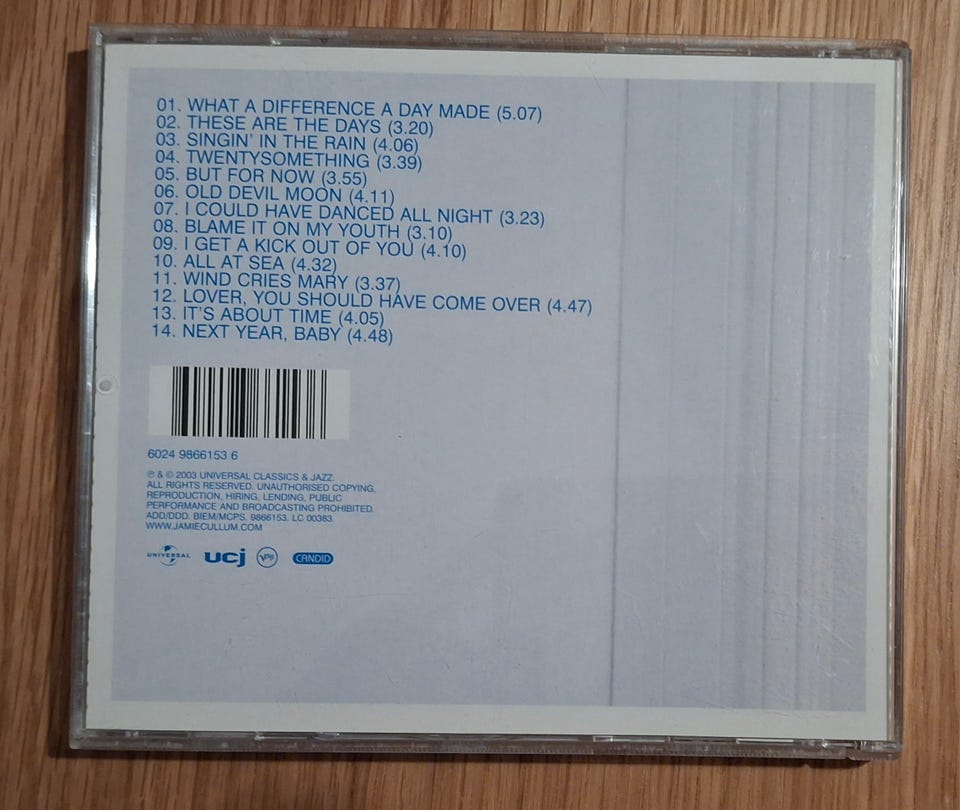 01. WHAT A DIFFERENCE A DAY MADE (5.07)
02. THESE ARE THE DAYS (3.20)
03. SINGIN' IN THE RAIN (4.06)
04. TWENTYSOMETHING (3.39)
05. BUT FOR NOW (3.55)
06. OLD DEVIL MOON (4.11)
07. I COULD HAVE DANCED ALL NIGHT (3.23)
08. BLAME IT ON MY YOUTH (3.10)
09. I GET A KICK OUT OF YOU (4.10)
10. ALL AT SEA (4.32)
11. WIND CRIES MARY (3.37)
12. LOVER, YOU SHOULD HAVE COME OVER (4.47)
13. IT'S ABOUT TIME (4.05)
14. NEXT YEAR, BABY (4.48)
6024 9866153 6
℗ & © 2003 UNIVERSAL CLASSICS & JAZZ.
ALL RIGHTS RESERVED. UNAUTHORISED COPYING,
REPRODUCTION, HIRING, LENDING, PUBLIC
PERFORMANCE AND BROADCASTING PROHIBITED.
ADD/DDD. BIEM/MCPS. 9866153. LC 00383.
WWW.JAMIECULLUM.COM
UNIVERSAL ucj Verve CANDID